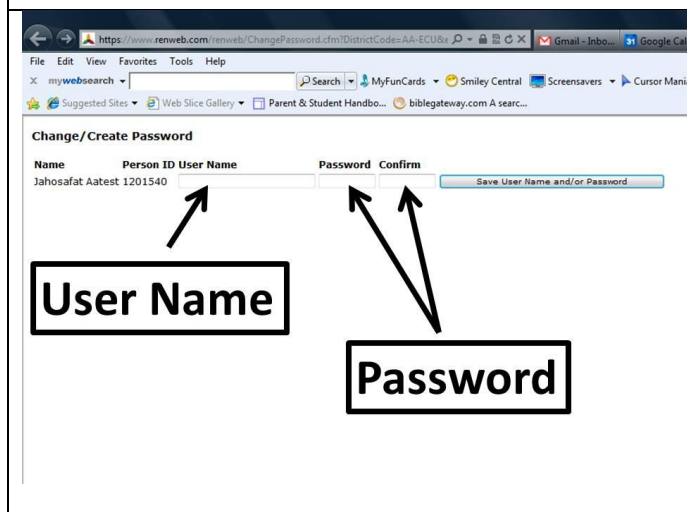 https://www.renweb.com/renweb/ChangePassword.cfm?DistrictCode=AA-ECU& Gmail - Inbo... 31 Google Cal
File Edit View Favorites Tools Help
X mywebsearch Search MyFunCards Smiley Central Screensavers Cursor Mani
Suggested Sites Web Slice Gallery Parent & Student Handbo... biblegateway.com A searc...
Change/Create Password
Name Person ID User Name Password Confirm
Jahosafat Aatest 1201540 Save User Name and/or Password
User Name
Password